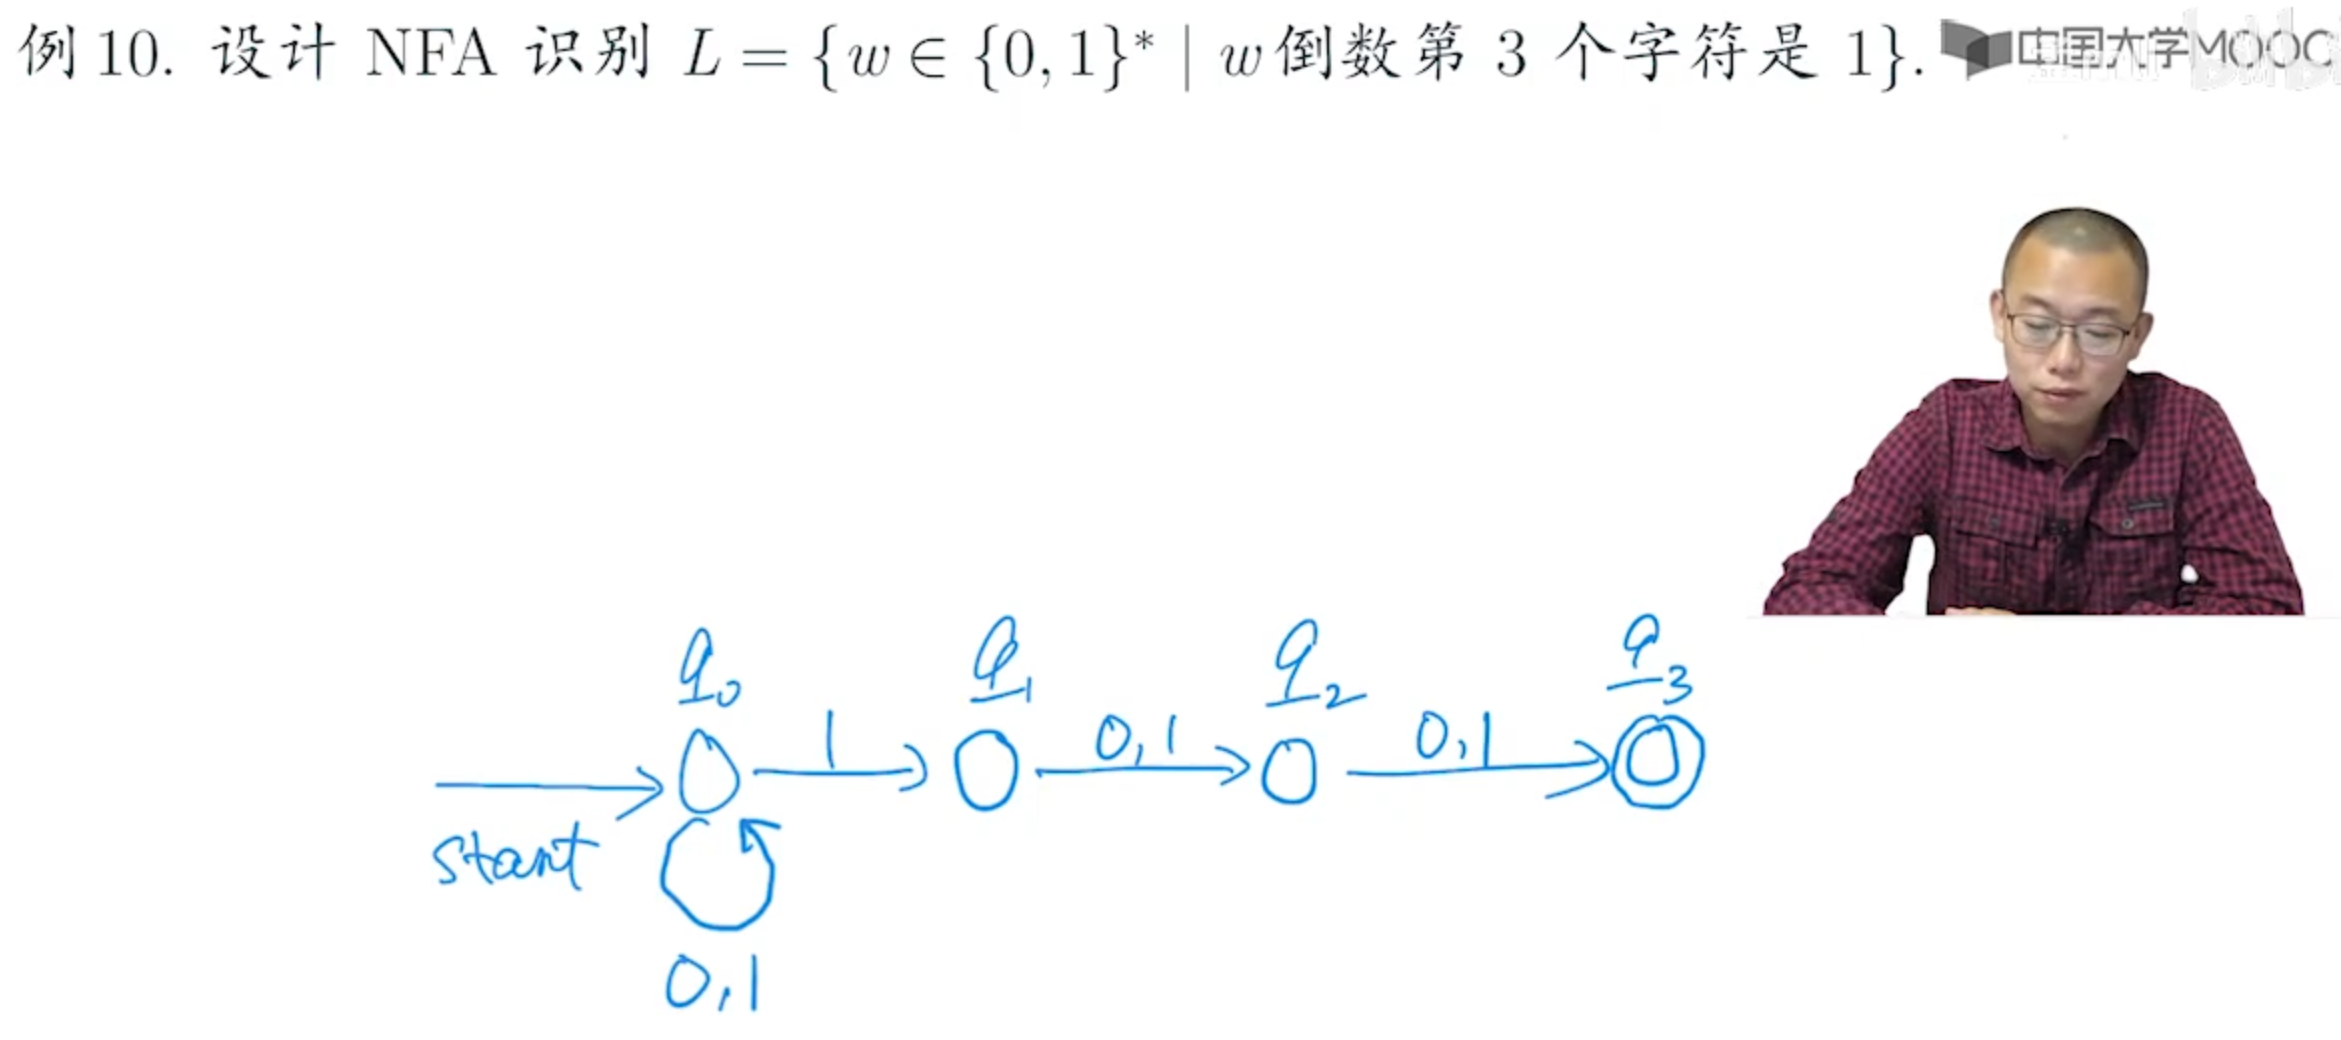 例 10. 设计 NFA 识别 L = {w ∈ {0, 1}* | w倒数第 3 个字符是 1}.
中国大学MOOC
q₀ q₁ q₂ q₃
1 0,1 0,1
start
0,1